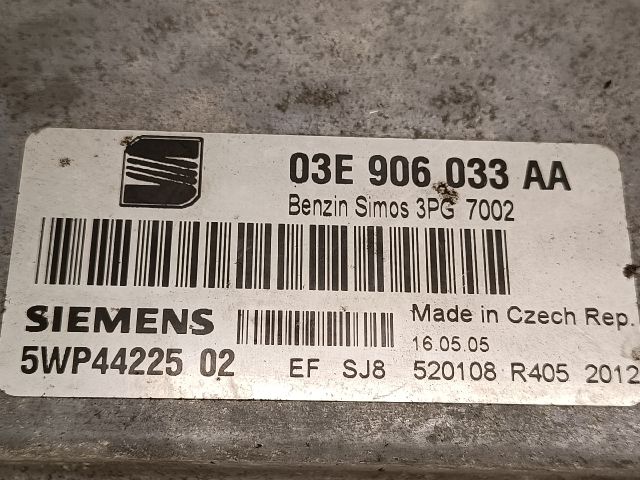 03E 906 033 AA
Benzin Simos 3PG 7002
SIEMENS
Made in Czech Rep.
16.05.05
5WP44225 02 EF SJ8 520108 R405 2012